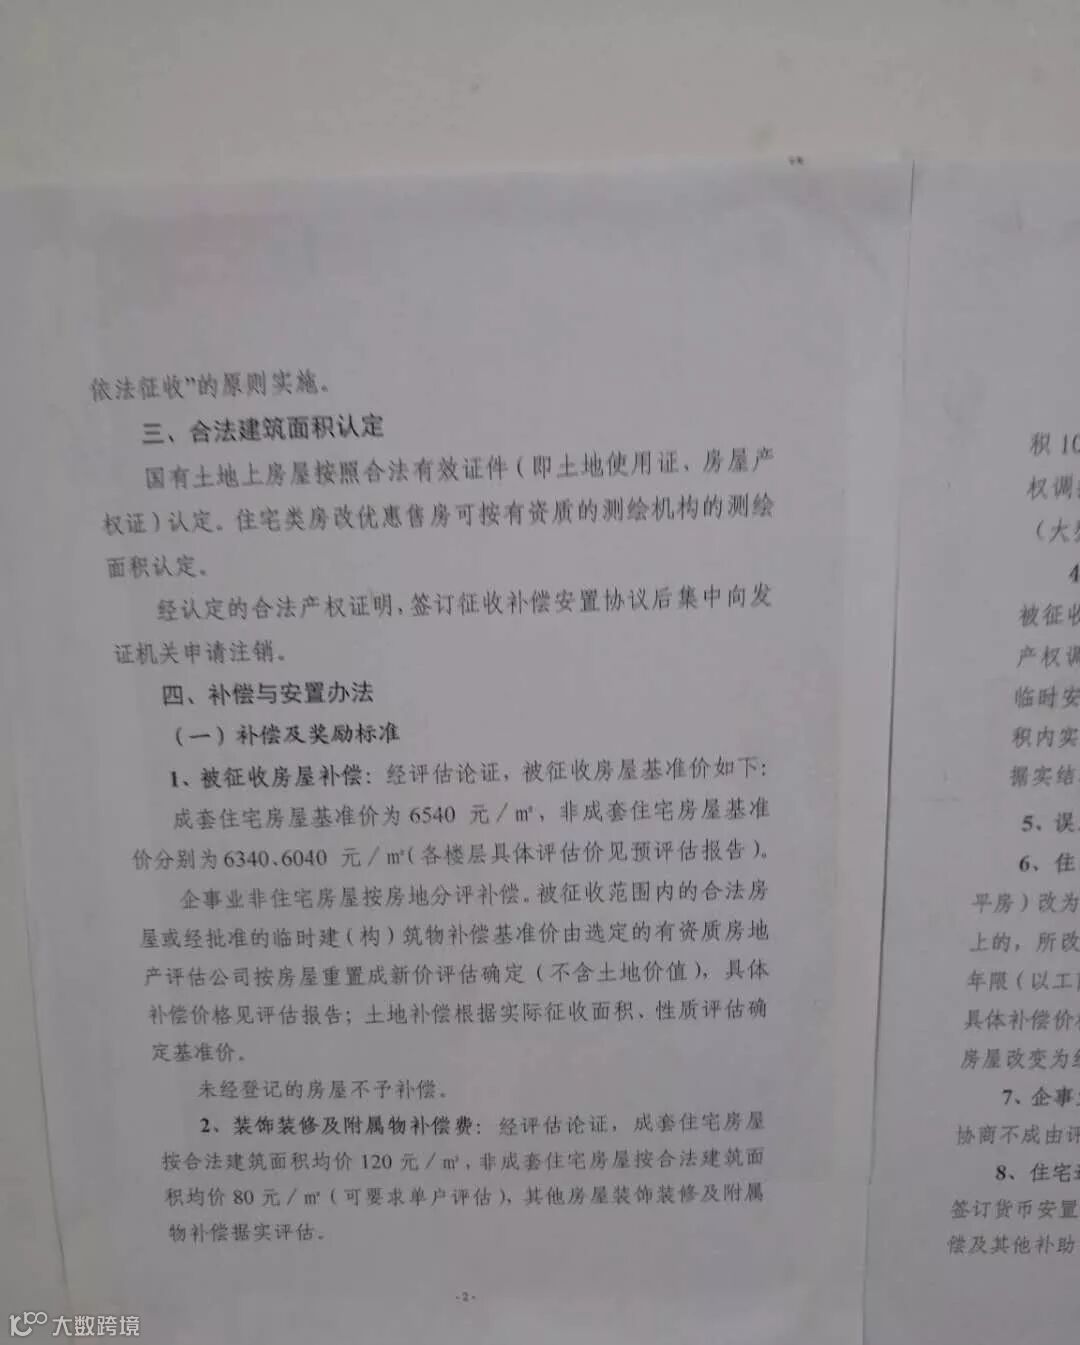 依法征收”的原则实施。
三、合法建筑面积认定
国有土地上房屋按照合法有效证件(即土地使用证、房屋产
权证)认定。住宅类房改优惠售房可按有资质的测绘机构的测绘
面积认定。
经认定的合法产权证明,签订征收补偿安置协议后集中向发
证机关申请注销。
四、补偿与安置办法
(一)补偿及奖励标准
1、被征收房屋补偿:经评估论证,被征收房屋基准价如下:
成套住宅房屋基准价为6540 元/㎡,非成套住宅房屋基准
价分别为6340、6040 元/㎡(各楼层具体评估价见预评估报告)。
企事业非住宅房屋按房地分评补偿。被征收范围内的合法房
屋或经批准的临时建(构)筑物补偿基准价由选定的有资质房地
产评估公司按房屋重置成新价评估确定(不含土地价值),具体
补偿价格见评估报告;土地补偿根据实际征收面积、性质评估确
定基准价。
未经登记的房屋不予补偿。
2、装饰装修及附属物补偿费:经评估论证,成套住宅房屋
按合法建筑面积均价120元/㎡,非成套住宅房屋按合法建筑面
积均价80元/㎡(可要求单户评估),其他房屋装饰装修及附属
物补偿据实评估。
-2-
积10
权调
(大
4
被征收
产权调
临时安
积内实
据实结
5、误
6、住
平房)改为
上的,所改
年限(以工
具体补偿价
房屋改变为
7、企事
协商不成由评
8、住宅
签订货币安置
偿及其他补助
大数跨境